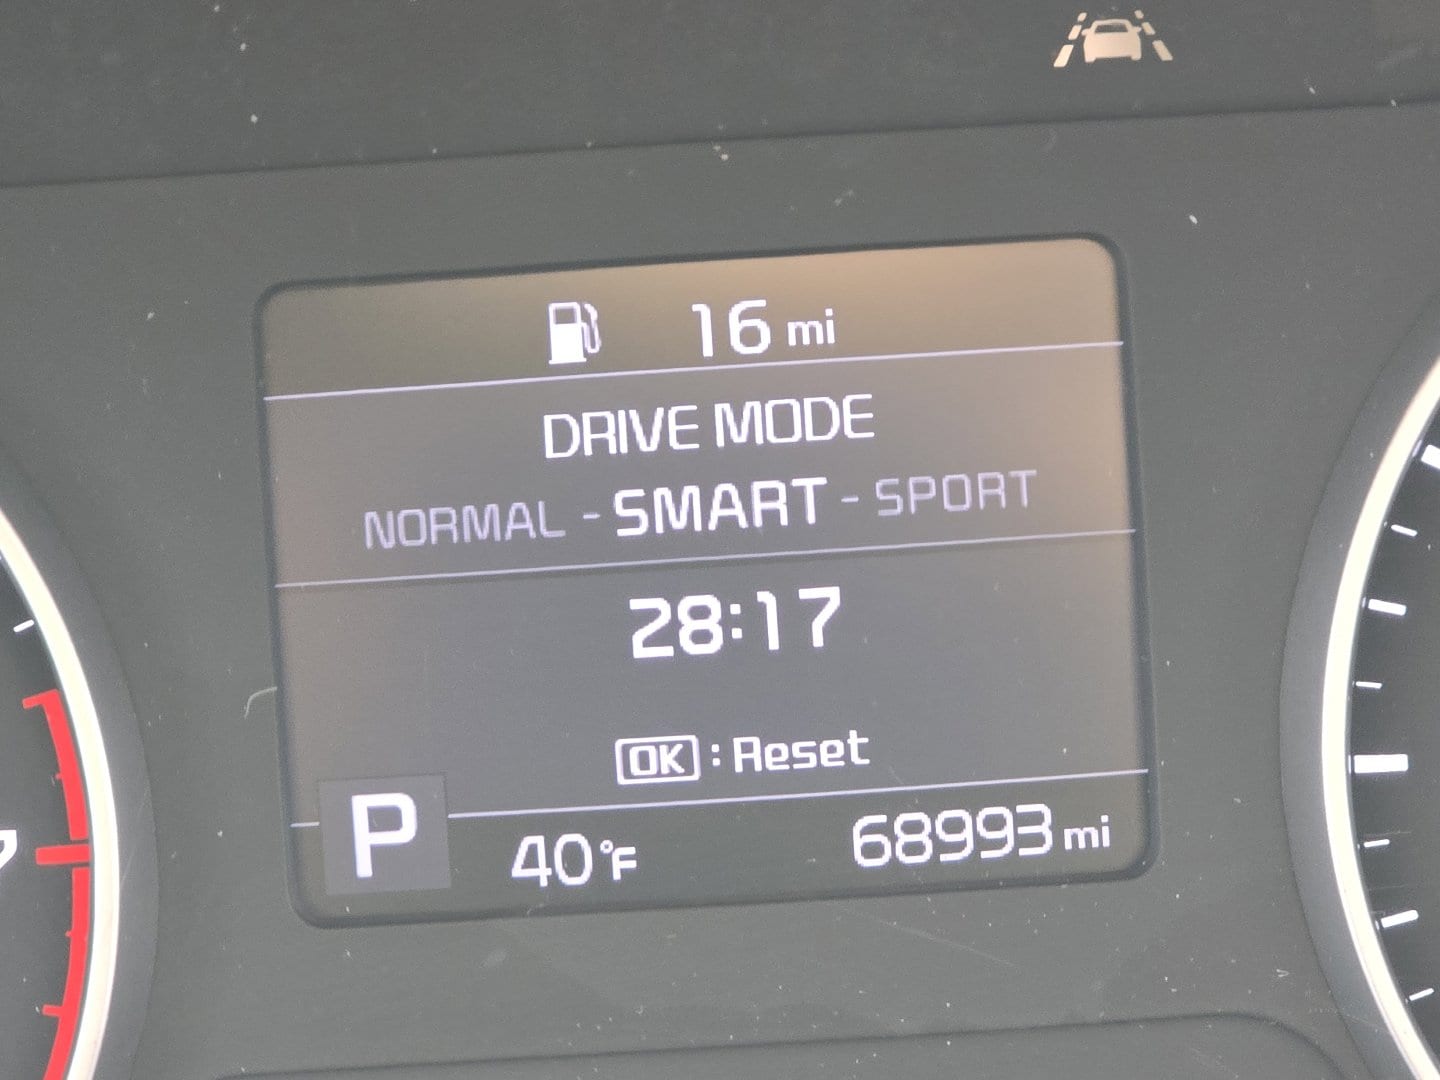 16 mi
DRIVE MODE
NORMAL - SMART - SPORT
28:17
OK : Reset
P 40°F 68993 mi